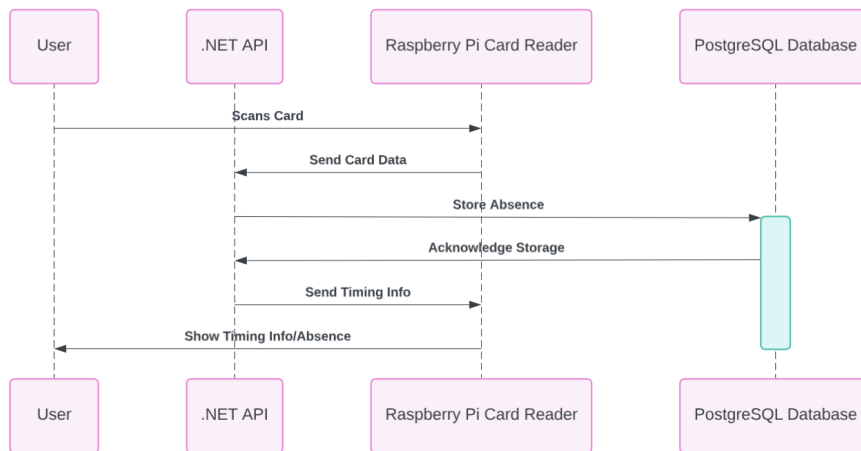 User
.NET API
Raspberry Pi Card Reader
PostgreSQL Database
Scans Card
Send Card Data
Store Absence
Acknowledge Storage
Send Timing Info
Show Timing Info/Absence
User
.NET API
Raspberry Pi Card Reader
PostgreSQL Database